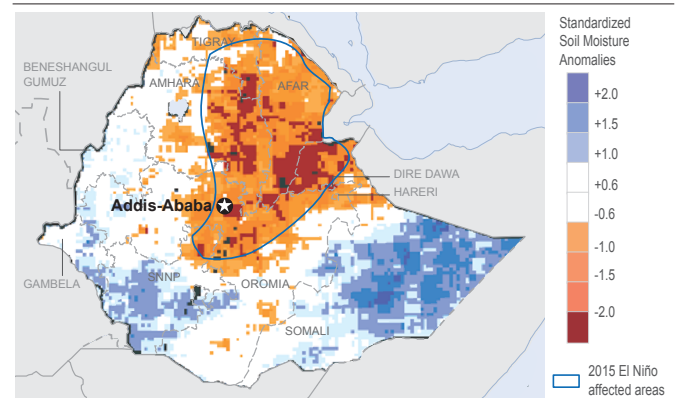 TIGRAY
BENESHANGUL
GUMUZ
AMHARA
AFAR
DIRE DAWA
HARERI
Addis-Ababa
GAMBELA
SNNP
OROMIA
SOMALI
Standardized
Soil Moisture
Anomalies
+2.0
+1.5
+1.0
+0.6
-0.6
-1.0
-1.5
-2.0
2015 El Niño
affected areas